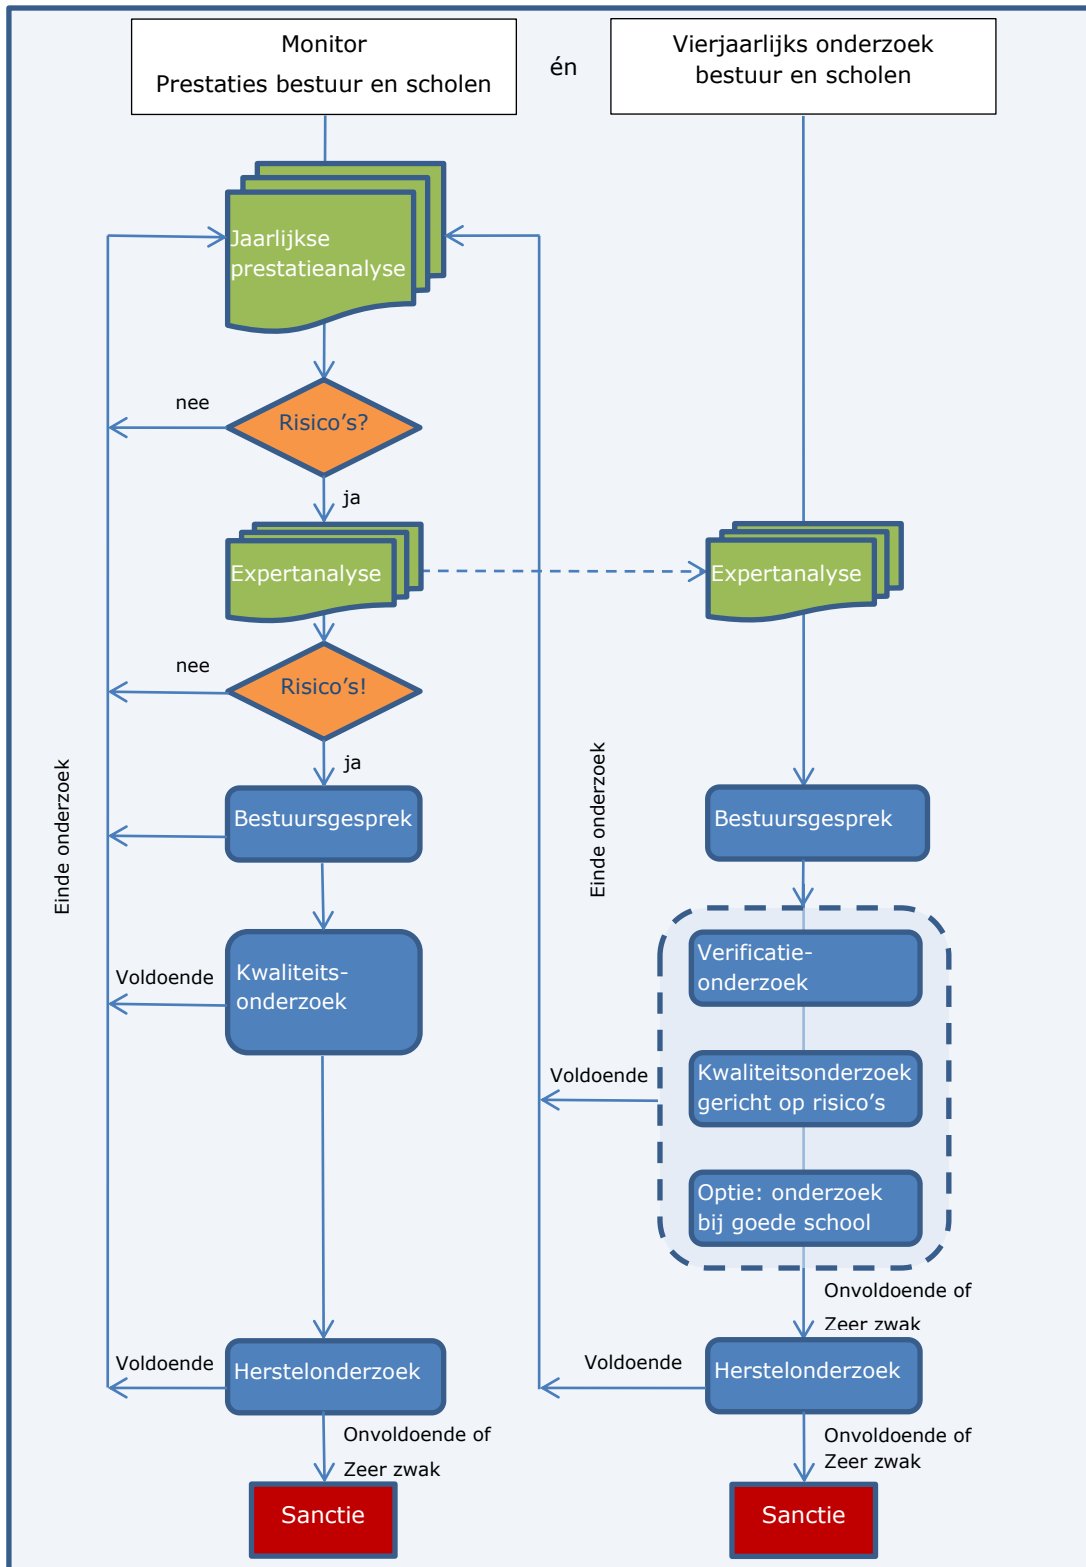 Monitor
Prestaties bestuur en scholen
én
Vierjaarlijks onderzoek
bestuur en scholen
Jaarlijkse
prestatieanalyse
nee
Risico's?
ja
Expertanalyse
Expertanalyse
nee
Risico's!
ja
Einde onderzoek
Bestuursgesprek
Einde onderzoek
Bestuursgesprek
Voldoende
Kwaliteits-
onderzoek
Verificatie-
onderzoek
Voldoende
Kwaliteitsonderzoek
gericht op risico's
Optie: onderzoek
bij goede school
Onvoldoende of
Zeer zwak
Voldoende
Herstelonderzoek
Voldoende
Herstelonderzoek
Onvoldoende of
Zeer zwak
Onvoldoende of
Zeer zwak
Sanctie
Sanctie